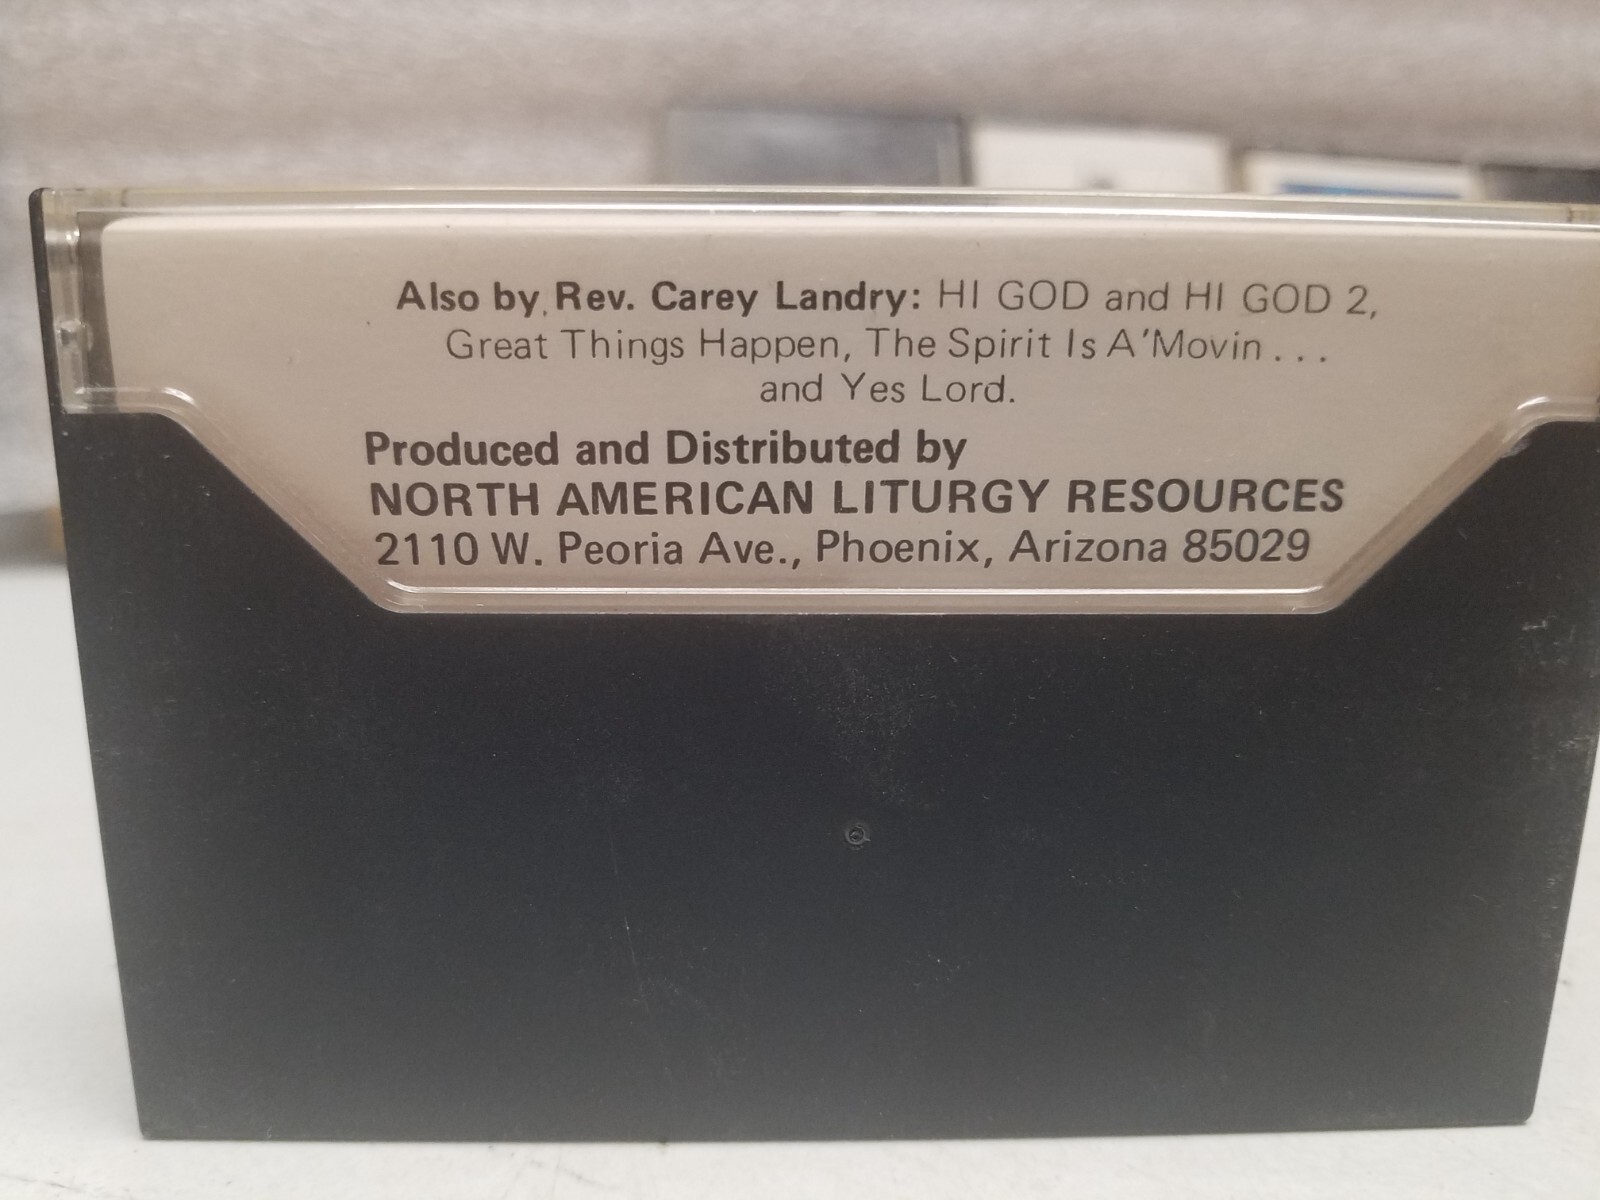 Also by Rev. Carey Landry: HI GOD and HI GOD 2,
Great Things Happen, The Spirit Is A'Movin . . .
and Yes Lord.
Produced and Distributed by
NORTH AMERICAN LITURGY RESOURCES
2110 W. Peoria Ave., Phoenix, Arizona 85029